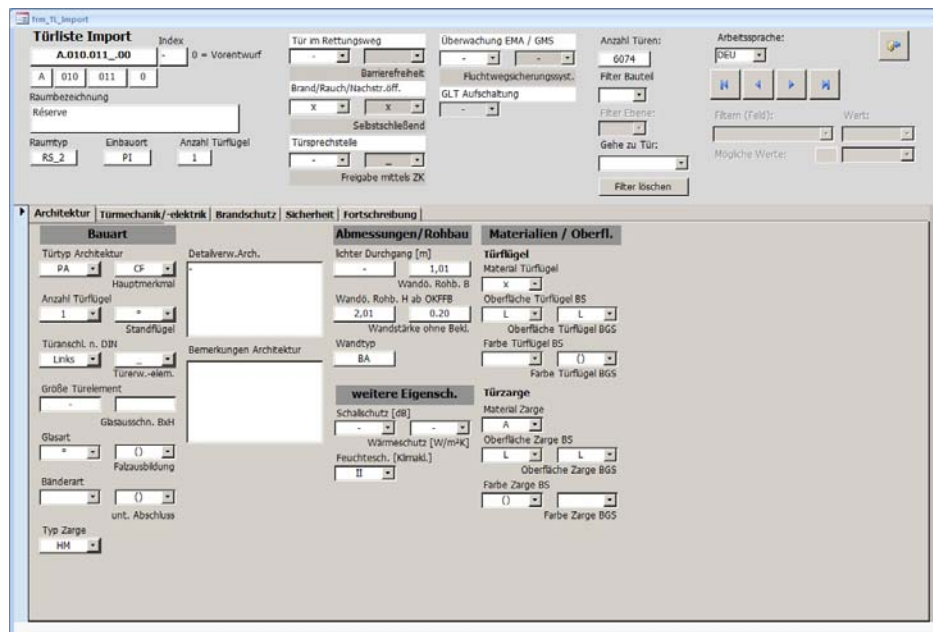 frm_TL_Import
Türliste Import
Index
A.010.011_.00
-
0 = Vorentwurf
A
010
011
0
Raumbezeichnung
Réserve
Raumtyp
Einbauort
Anzahl Türflügel
RS_2
PI
1
Tür im Rettungsweg
-
-
Barrierefreiheit
Brand/Rauch/Nachstr.öff.
x
x
Selbstschließend
Türsprechstelle
-
_
Freigabe mittels ZK
Überwachung EMA / GMS
-
-
Fluchtwegsicherungssyst.
GLT Aufschaltung
-
Anzahl Türen:
6074
Filter Bauteil
Filter Ebene:
Gehe zu Tür:
Filter löschen
Arbeitssprache:
DEU
Filtern (Feld):
Wert:
Mögliche Werte:
Architektur
Türmechanik/-elektrik
Brandschutz
Sicherheit
Fortschreibung
Bauart
Türtyp Architektur
PA
CF
Hauptmerkmal
Anzahl Türflügel
1
*
Standflügel
Türanschl. n. DIN
Links
_
Türerw.-elem.
Größe Türelement
-
Glasausschn. BxH
Glasart
*
()
Falzausbildung
Bänderart
()
unt. Abschluss
Typ Zarge
HM
Detailverw.Arch.
-
Bemerkungen Architektur
Abmessungen/Rohbau
lichter Durchgang [m]
-
1,01
Wandö. Rohb. B
Wandö. Rohb. H ab OKFFB
2,01
0.20
Wandstärke ohne Bekl.
Wandtyp
BA
weitere Eigensch.
Schallschutz [dB]
-
-
Wärmeschutz [W/m²K]
Feuchtesch. [Klimakl.]
II
Materialien / Oberfl.
Türflügel
Material Türflügel
x
Oberfläche Türflügel BS
L
L
Oberfläche Türflügel BGS
Farbe Türflügel BS
()
Farbe Türflügel BGS
Türzarge
Material Zarge
A
Oberfläche Zarge BS
L
L
Oberfläche Zarge BGS
Farbe Zarge BS
()
Farbe Zarge BGS